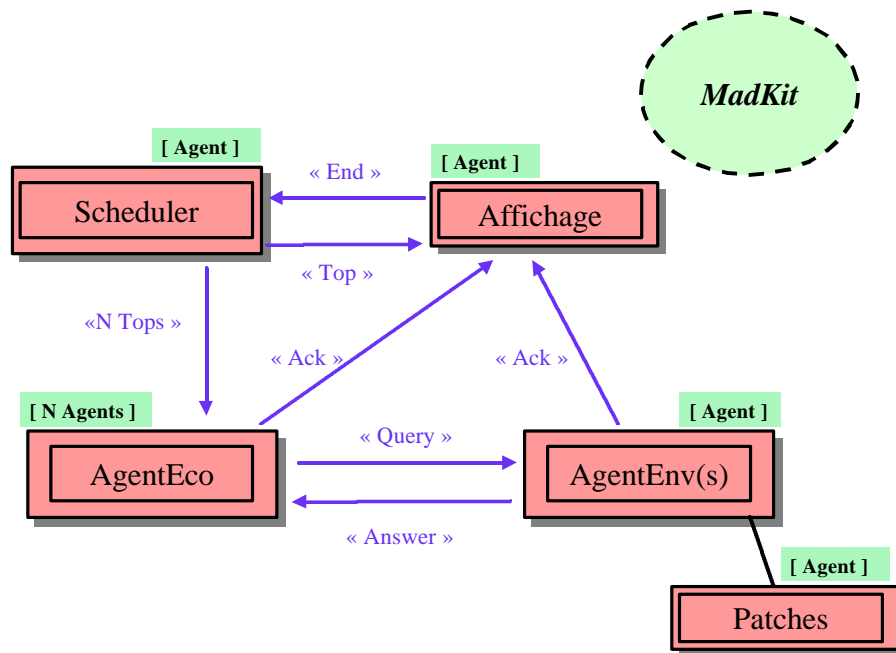 MadKit
[ Agent ]
[ Agent ]
« End »
Scheduler
Affichage
« Top »
«N Tops »
« Ack »
« Ack »
[ N Agents ]
[ Agent ]
« Query »
AgentEco
AgentEnv(s)
« Answer »
[ Agent ]
Patches